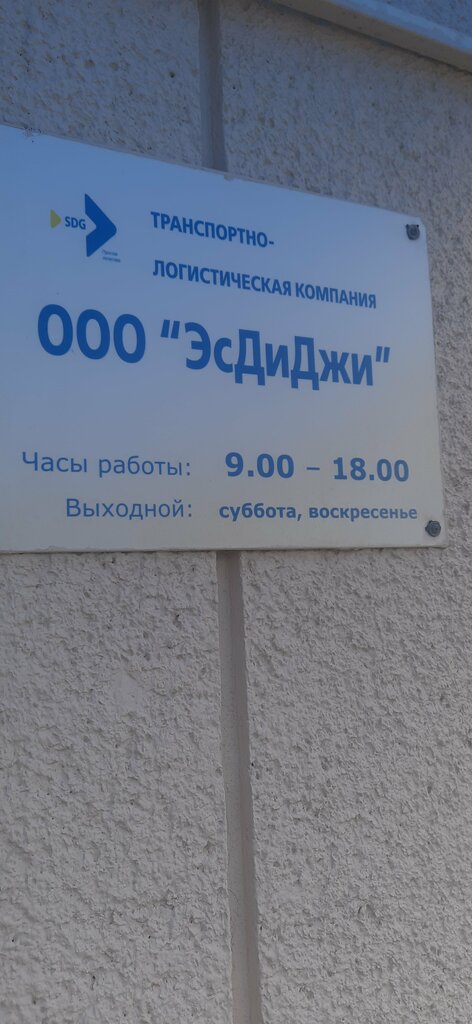 SDG
ТРАНСПОРТНО-
ЛОГИСТИЧЕСКАЯ КОМПАНИЯ
ООО "ЭсДиДжи"
Часы работы: 9.00 – 18.00
Выходной: суббота, воскресенье